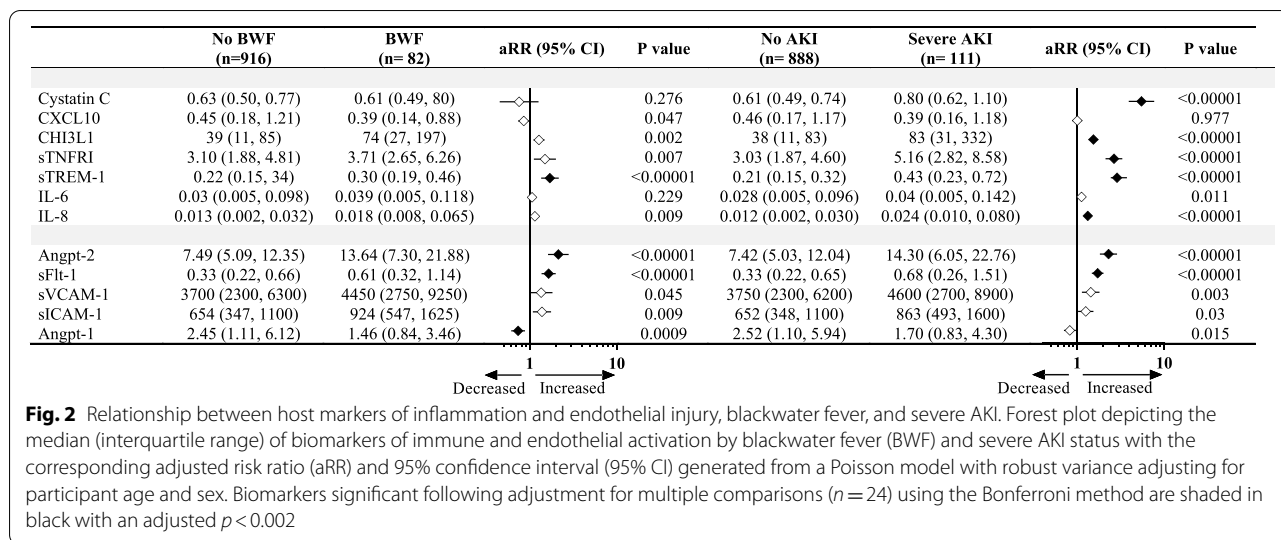 No BWF (n=916) BWF (n= 82) aRR (95% CI) P value No AKI (n= 888) Severe AKI (n= 111) aRR (95% CI) P value
Cystatin C 0.63 (0.50, 0.77) 0.61 (0.49, 80) 0.276 0.61 (0.49, 0.74) 0.80 (0.62, 1.10) <0.00001
CXCL10 0.45 (0.18, 1.21) 0.39 (0.14, 0.88) 0.047 0.46 (0.17, 1.17) 0.39 (0.16, 1.18) 0.977
CHI3L1 39 (11, 85) 74 (27, 197) 0.002 38 (11, 83) 83 (31, 332) <0.00001
sTNFRI 3.10 (1.88, 4.81) 3.71 (2.65, 6.26) 0.007 3.03 (1.87, 4.60) 5.16 (2.82, 8.58) <0.00001
sTREM-1 0.22 (0.15, 34) 0.30 (0.19, 0.46) <0.00001 0.21 (0.15, 0.32) 0.43 (0.23, 0.72) <0.00001
IL-6 0.03 (0.005, 0.098) 0.039 (0.005, 0.118) 0.229 0.028 (0.005, 0.096) 0.04 (0.005, 0.142) 0.011
IL-8 0.013 (0.002, 0.032) 0.018 (0.008, 0.065) 0.009 0.012 (0.002, 0.030) 0.024 (0.010, 0.080) <0.00001
Angpt-2 7.49 (5.09, 12.35) 13.64 (7.30, 21.88) <0.00001 7.42 (5.03, 12.04) 14.30 (6.05, 22.76) <0.00001
sFlt-1 0.33 (0.22, 0.66) 0.61 (0.32, 1.14) <0.00001 0.33 (0.22, 0.65) 0.68 (0.26, 1.51) <0.00001
sVCAM-1 3700 (2300, 6300) 4450 (2750, 9250) 0.045 3750 (2300, 6200) 4600 (2700, 8900) 0.003
sICAM-1 654 (347, 1100) 924 (547, 1625) 0.009 652 (348, 1100) 863 (493, 1600) 0.03
Angpt-1 2.45 (1.11, 6.12) 1.46 (0.84, 3.46) 0.0009 2.52 (1.10, 5.94) 1.70 (0.83, 4.30) 0.015
1 10 1 10
Decreased Increased Decreased Increased
Fig. 2 Relationship between host markers of inflammation and endothelial injury, blackwater fever, and severe AKI. Forest plot depicting the
median (interquartile range) of biomarkers of immune and endothelial activation by blackwater fever (BWF) and severe AKI status with the
corresponding adjusted risk ratio (aRR) and 95% confidence interval (95% CI) generated from a Poisson model with robust variance adjusting for
participant age and sex. Biomarkers significant following adjustment for multiple comparisons (n = 24) using the Bonferroni method are shaded in
black with an adjusted p < 0.002